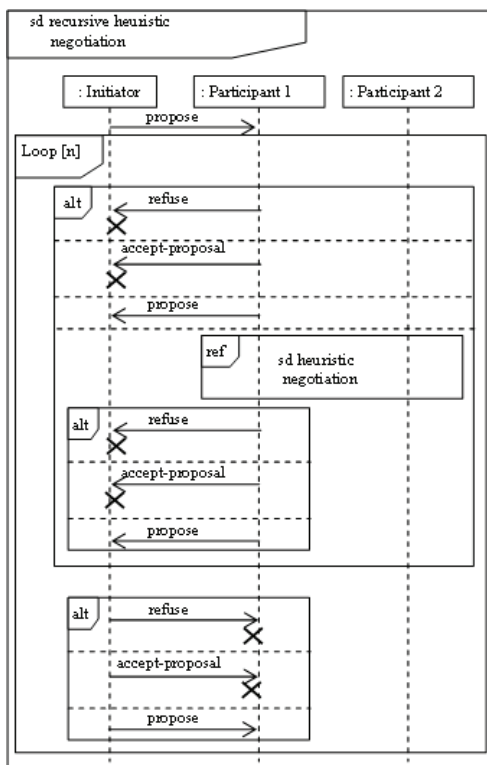 sd recursive heuristic
negotiation
: Initiator
: Participant 1
: Participant 2
propose
Loop [n]
alt
refuse
accept-proposal
propose
ref
sd heuristic
negotiation
alt
refuse
accept-proposal
propose
alt
refuse
accept-proposal
propose